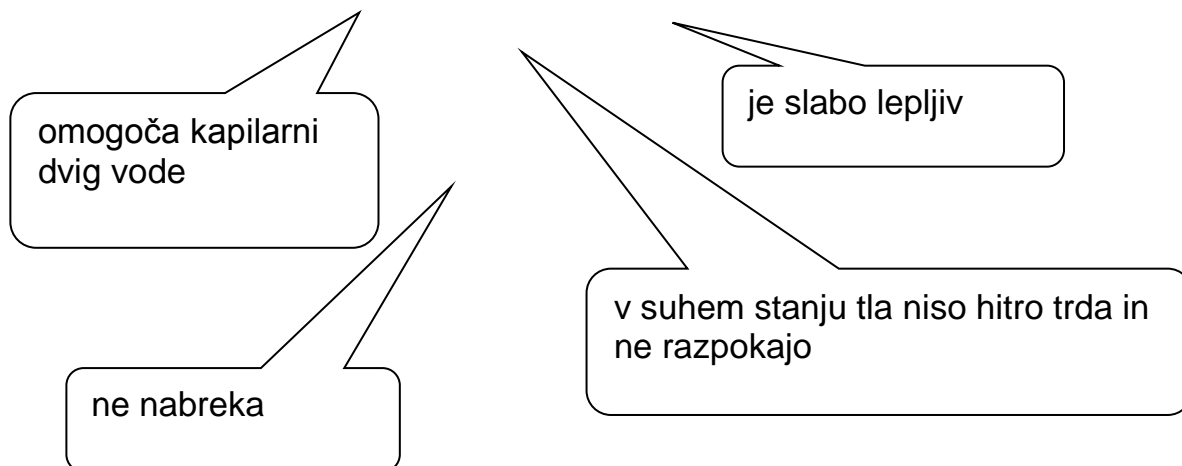 je slabo lepljiv
omogoča kapilarni
dvig vode
v suhem stanju tla niso hitro trda in
ne razpokajo
ne nabreka